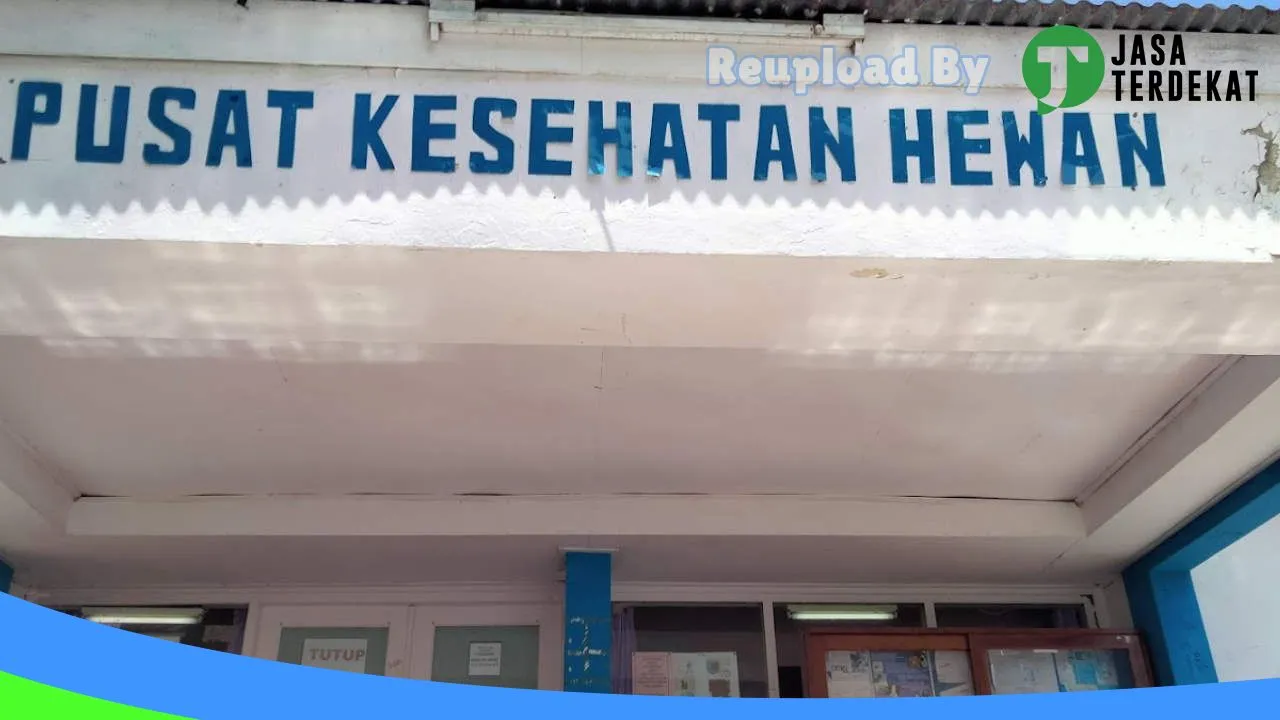 Reupload By
JASA
TERDEKAT
PUSAT KESEHATAN HEWAN
TUTUP